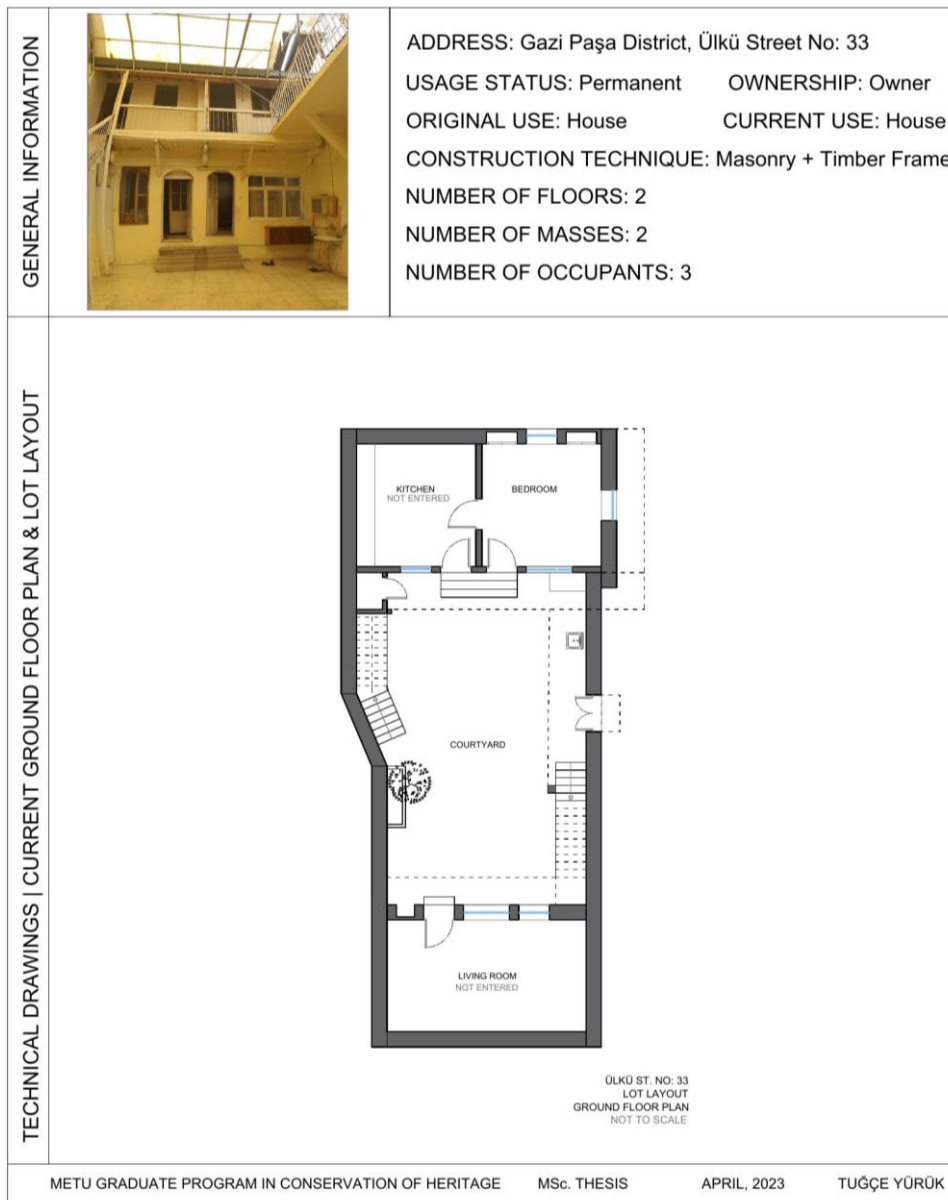 GENERAL INFORMATION
ADDRESS: Gazi Paşa District, Ülkü Street No: 33
USAGE STATUS: Permanent OWNERSHIP: Owner
ORIGINAL USE: House CURRENT USE: House
CONSTRUCTION TECHNIQUE: Masonry + Timber Frame
NUMBER OF FLOORS: 2
NUMBER OF MASSES: 2
NUMBER OF OCCUPANTS: 3
TECHNICAL DRAWINGS | CURRENT GROUND FLOOR PLAN & LOT LAYOUT
KITCHEN
NOT ENTERED
BEDROOM
COURTYARD
LIVING ROOM
NOT ENTERED
ÜLKÜ ST. NO: 33
LOT LAYOUT
GROUND FLOOR PLAN
NOT TO SCALE
METU GRADUATE PROGRAM IN CONSERVATION OF HERITAGE MSc. THESIS APRIL, 2023 TUĞÇE YÜRÜK